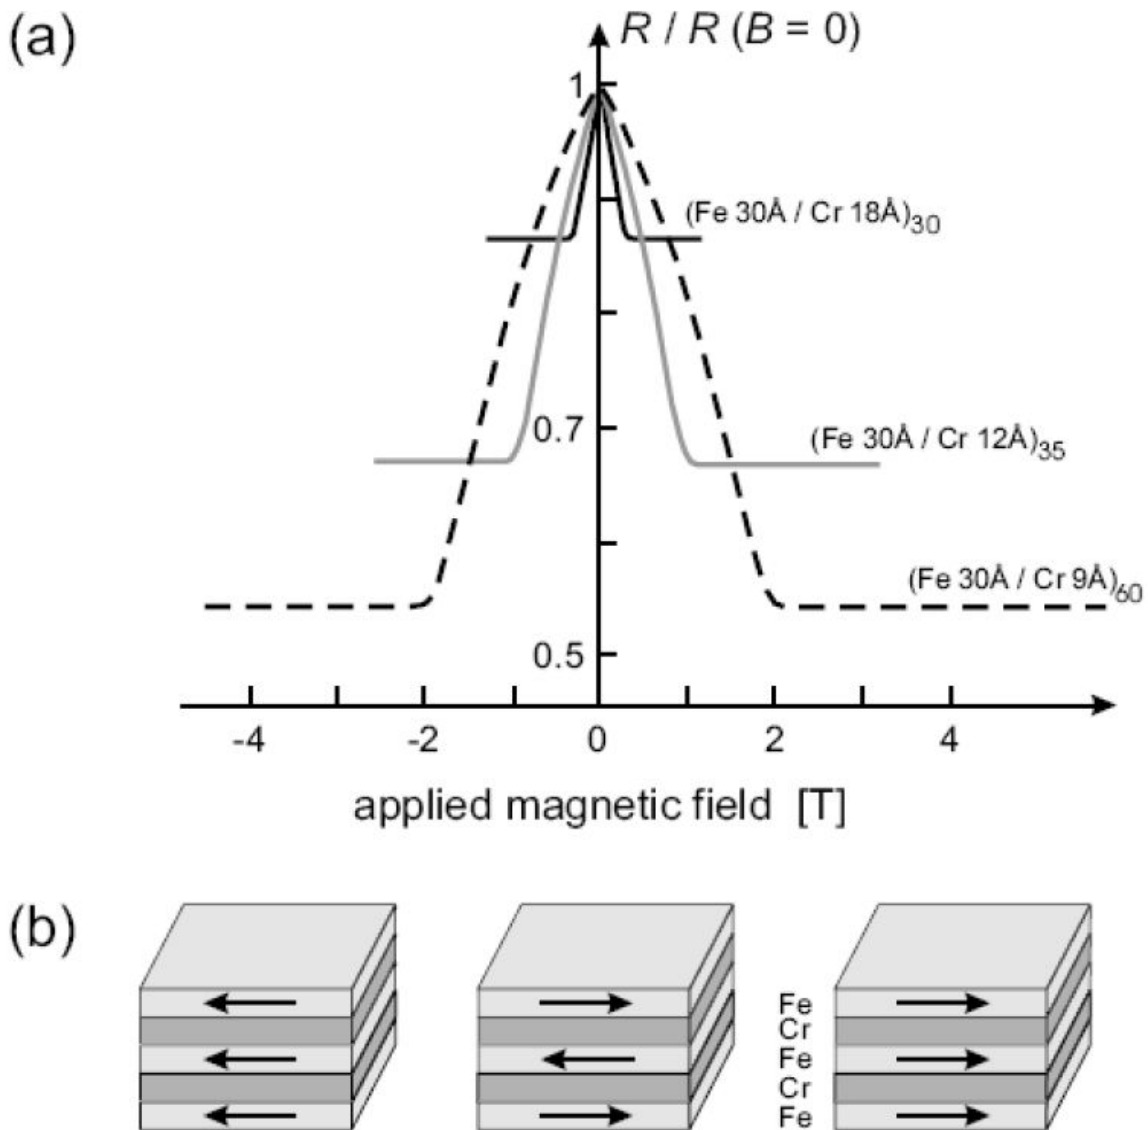 (a)
R / R (B = 0)
1
(Fe 30Å / Cr 18Å)30
0.7
(Fe 30Å / Cr 12Å)35
(Fe 30Å / Cr 9Å)60
0.5
-4 -2 0 2 4
applied magnetic field [T]
(b)
Fe
Cr
Fe
Cr
Fe